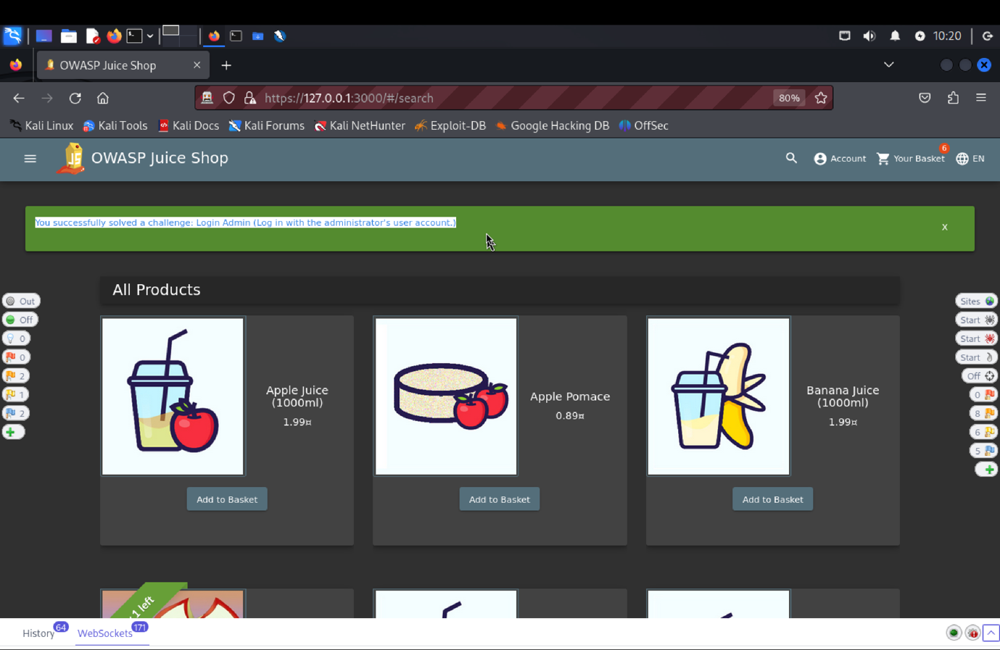 10:20
OWASP Juice Shop
https://127.0.0.1:3000/#/search
80%
Kali Linux
Kali Tools
Kali Docs
Kali Forums
Kali NetHunter
Exploit-DB
Google Hacking DB
OffSec
JS
OWASP Juice Shop
Account
Your Basket
6
EN
You successfully solved a challenge: Login Admin (Log in with the administrator's user account.)
X
All Products
Out
Off
0
0
2
1
2
Sites
Start
Start
Start
Off
0
8
6
5
Apple Juice
(1000ml)
1.99¤
Add to Basket
Apple Pomace
0.89¤
Add to Basket
Banana Juice
(1000ml)
1.99¤
Add to Basket
1 left
History
64
WebSockets
171